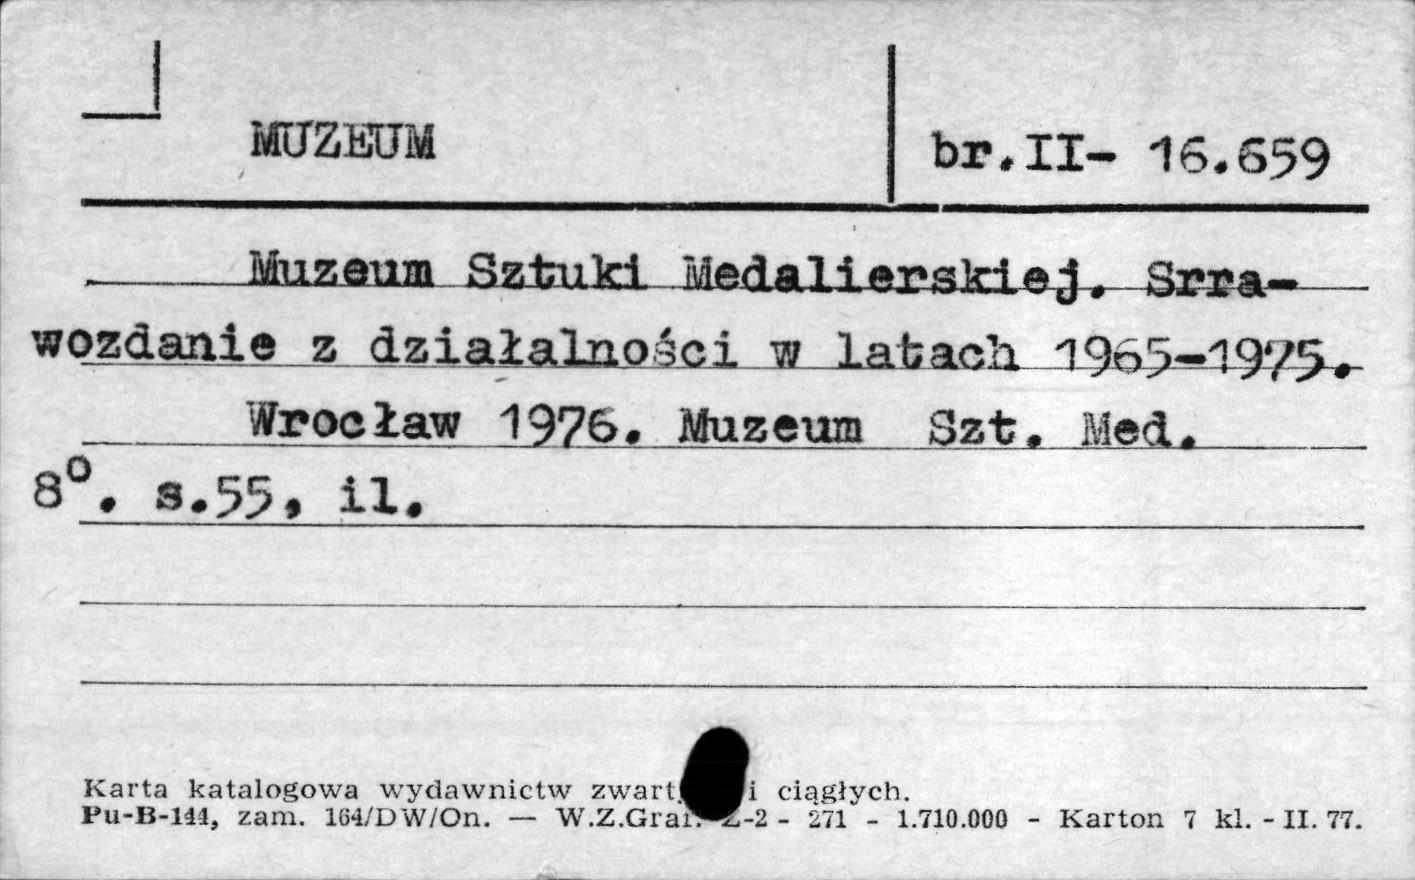 MUZEUM
br.II- 16.659
Muzeum Sztuki Medalierskiej. Srra-
wozdanie z działalności w latach 1965-1975.
Wrocław 1976. Muzeum Szt. Med.
8°. s.55, il.
Karta katalogowa wydawnictw i ciągłych.
Pu-B-144, zam. 164/DW/On. — W.Z.Graf. Z-2 - 271 - 1.710.000 - Karton 7 kl. - II. 77.